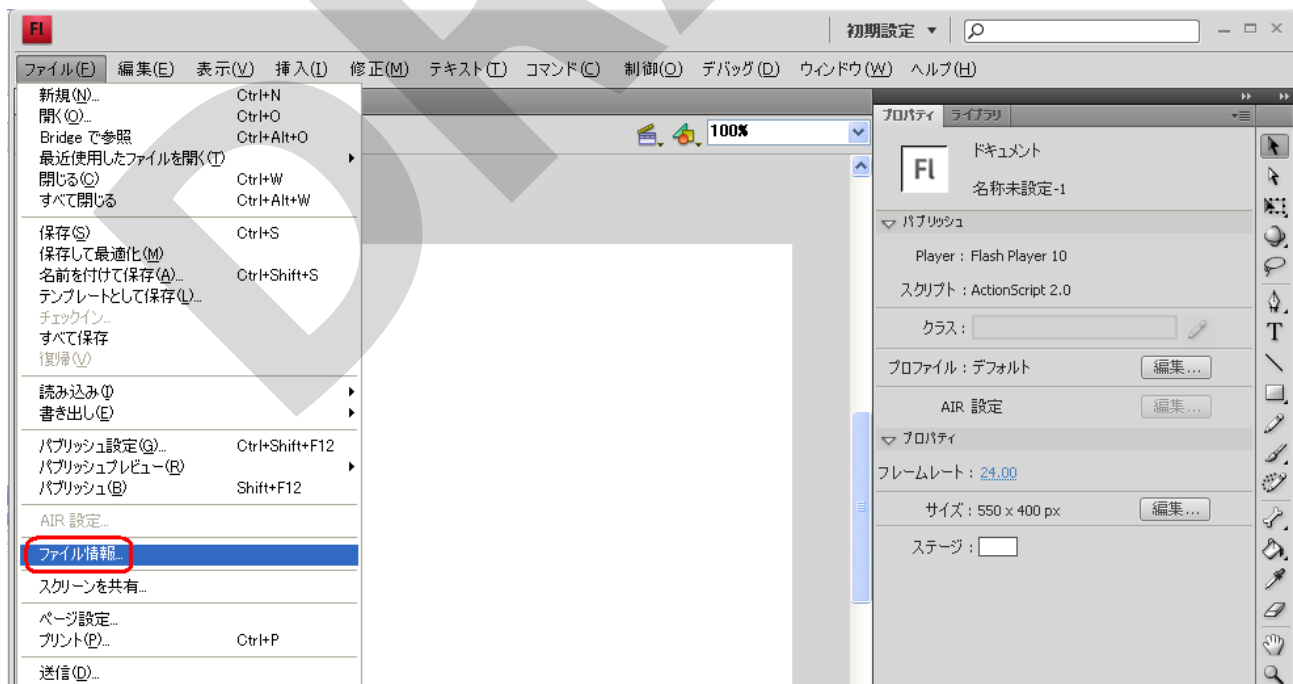 Fl
初期設定 ▼
ファイル(F) 編集(E) 表示(V) 挿入(I) 修正(M) テキスト(T) コマンド(C) 制御(O) デバッグ(D) ウィンドウ(W) ヘルプ(H)
新規(N)... Ctrl+N
開く(O)... Ctrl+O
Bridge で参照 Ctrl+Alt+O
最近使用したファイルを開く(T)
閉じる(C) Ctrl+W
すべて閉じる Ctrl+Alt+W
保存(S) Ctrl+S
保存して最適化(M)
名前を付けて保存(A)... Ctrl+Shift+S
テンプレートとして保存(L)...
チェックイン...
すべて保存
復帰(V)
読み込み(I)
書き出し(E)
パブリッシュ設定(G)... Ctrl+Shift+F12
パブリッシュプレビュー(R)
パブリッシュ(B) Shift+F12
AIR 設定...
ファイル情報...
スクリーンを共有...
ページ設定...
プリント(P)... Ctrl+P
送信(D)...
100%
プロパティ ライブラリ
Fl
ドキュメント
名称未設定-1
パブリッシュ
Player : Flash Player 10
スクリプト : ActionScript 2.0
クラス :
プロファイル : デフォルト 編集...
AIR 設定 編集...
プロパティ
フレームレート : 24.00
サイズ : 550 x 400 px 編集...
ステージ :
T